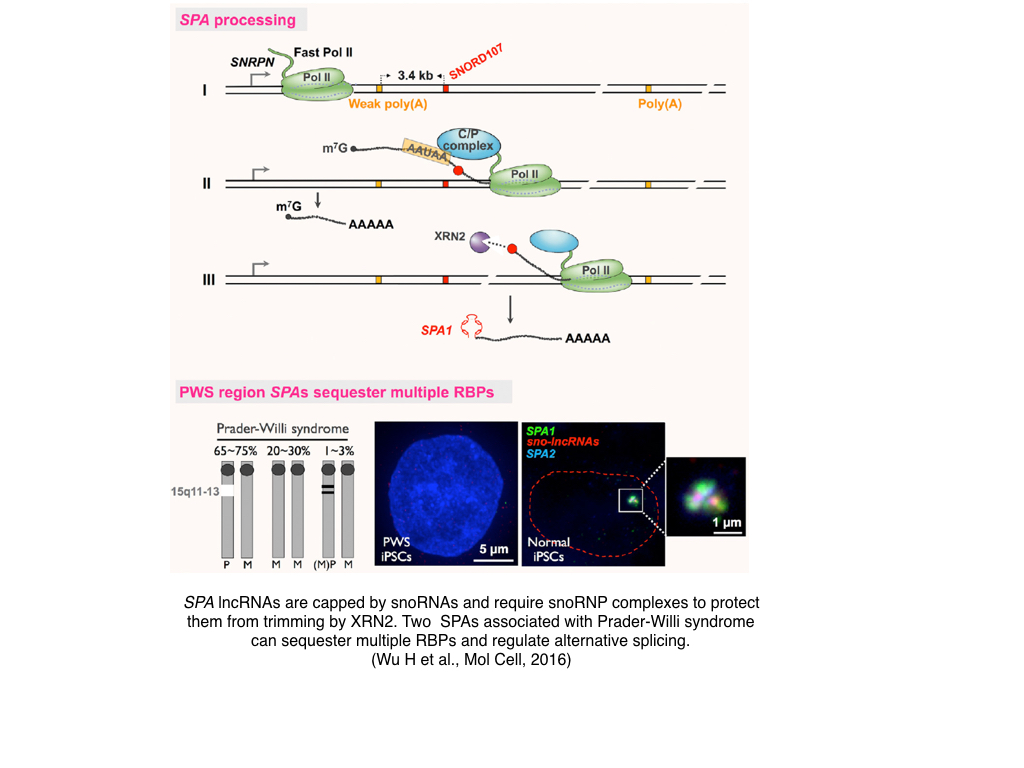 SPA processing
SNRPN
Fast Pol II
Pol II
3.4 kb
SNORD107
I
Weak poly(A)
Poly(A)
m⁷G
AAUAA
C/P
complex
Pol II
II
m⁷G
AAAAA
XRN2
Pol II
III
SPA1
AAAAA
PWS region SPAs sequester multiple RBPs
Prader-Willi syndrome
65~75% 20~30% 1~3%
15q11-13
P M M M (M)P M
PWS
iPSCs
5 µm
SPA1
sno-lncRNAs
SPA2
Normal
iPSCs
1 µm
SPA lncRNAs are capped by snoRNAs and require snoRNP complexes to protect
them from trimming by XRN2. Two SPAs associated with Prader-Willi syndrome
can sequester multiple RBPs and regulate alternative splicing.
(Wu H et al., Mol Cell, 2016)